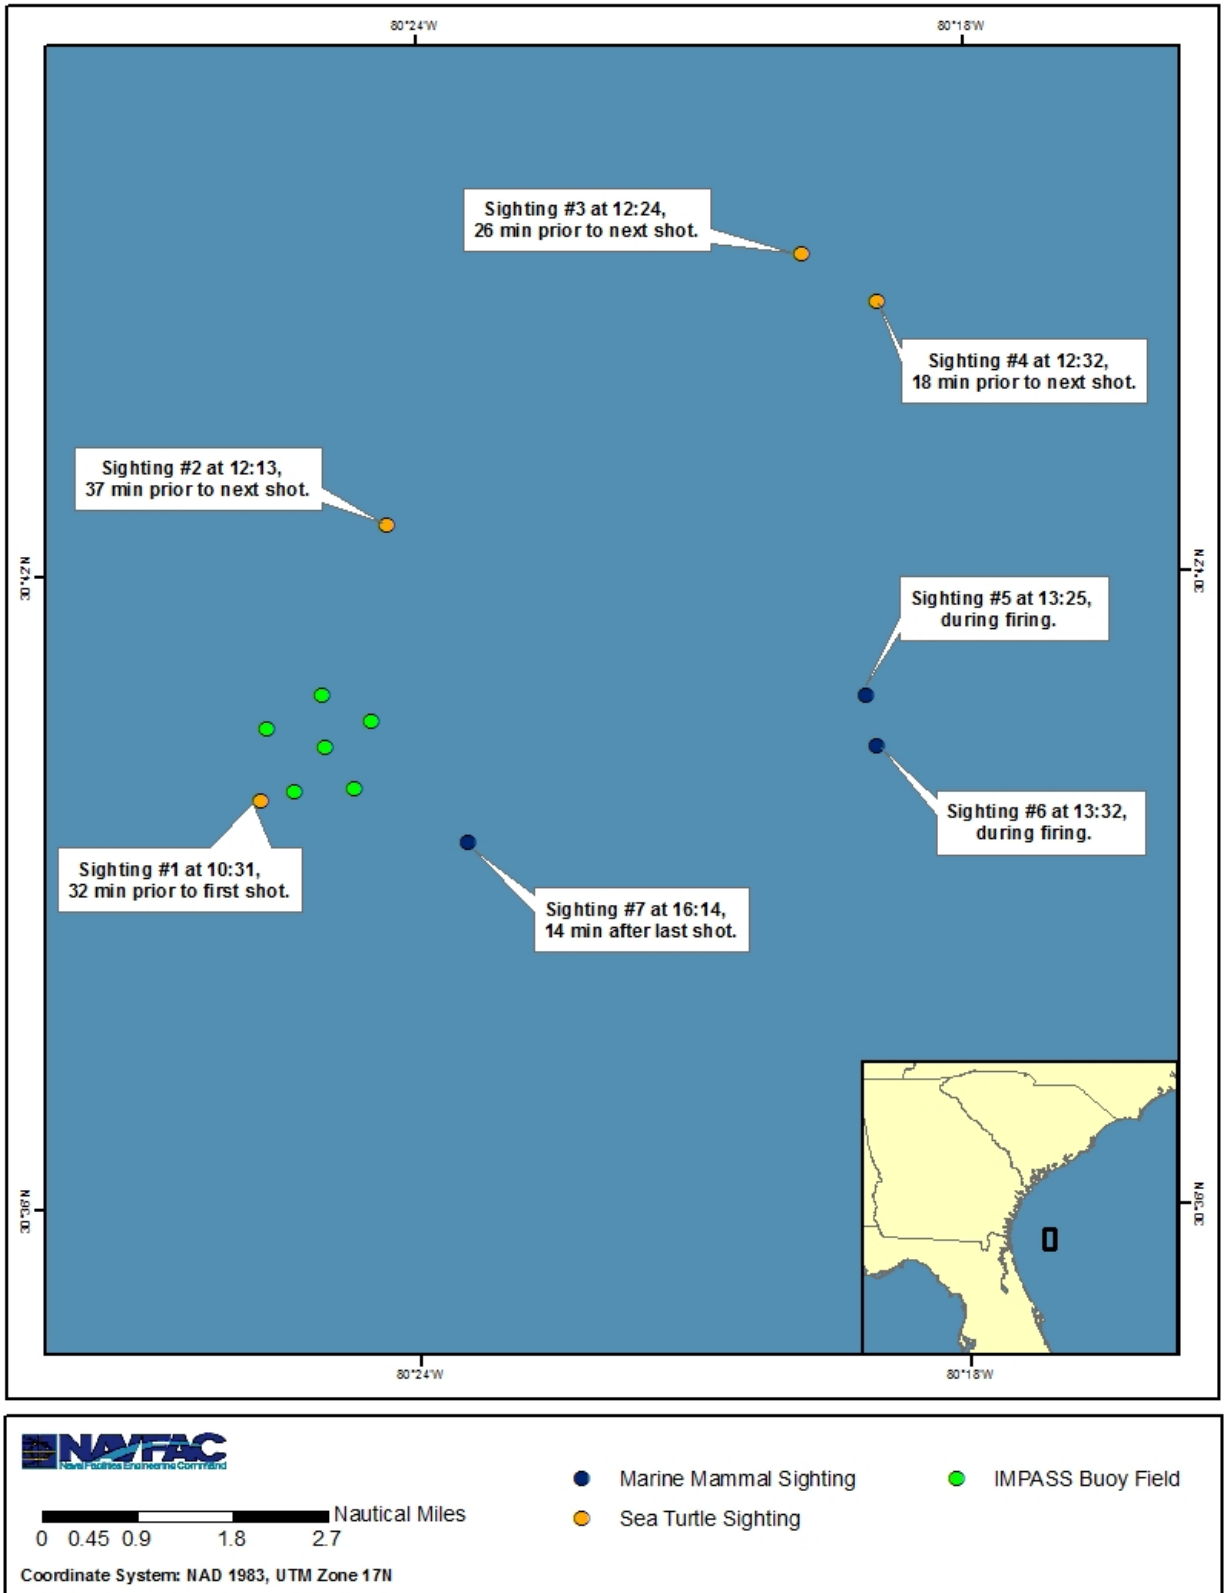 80°24'W
80°18'W
Sighting #3 at 12:24,
26 min prior to next shot.
Sighting #4 at 12:32,
18 min prior to next shot.
Sighting #2 at 12:13,
37 min prior to next shot.
30°42'N
30°42'N
Sighting #5 at 13:25,
during firing.
Sighting #6 at 13:32,
during firing.
Sighting #1 at 10:31,
32 min prior to first shot.
Sighting #7 at 16:14,
14 min after last shot.
30°36'N
30°36'N
80°24'W
80°18'W
NAVFAC
Naval Facilities Engineering Command
Marine Mammal Sighting
IMPASS Buoy Field
Sea Turtle Sighting
Nautical Miles
0 0.45 0.9 1.8 2.7
Coordinate System: NAD 1983, UTM Zone 17N